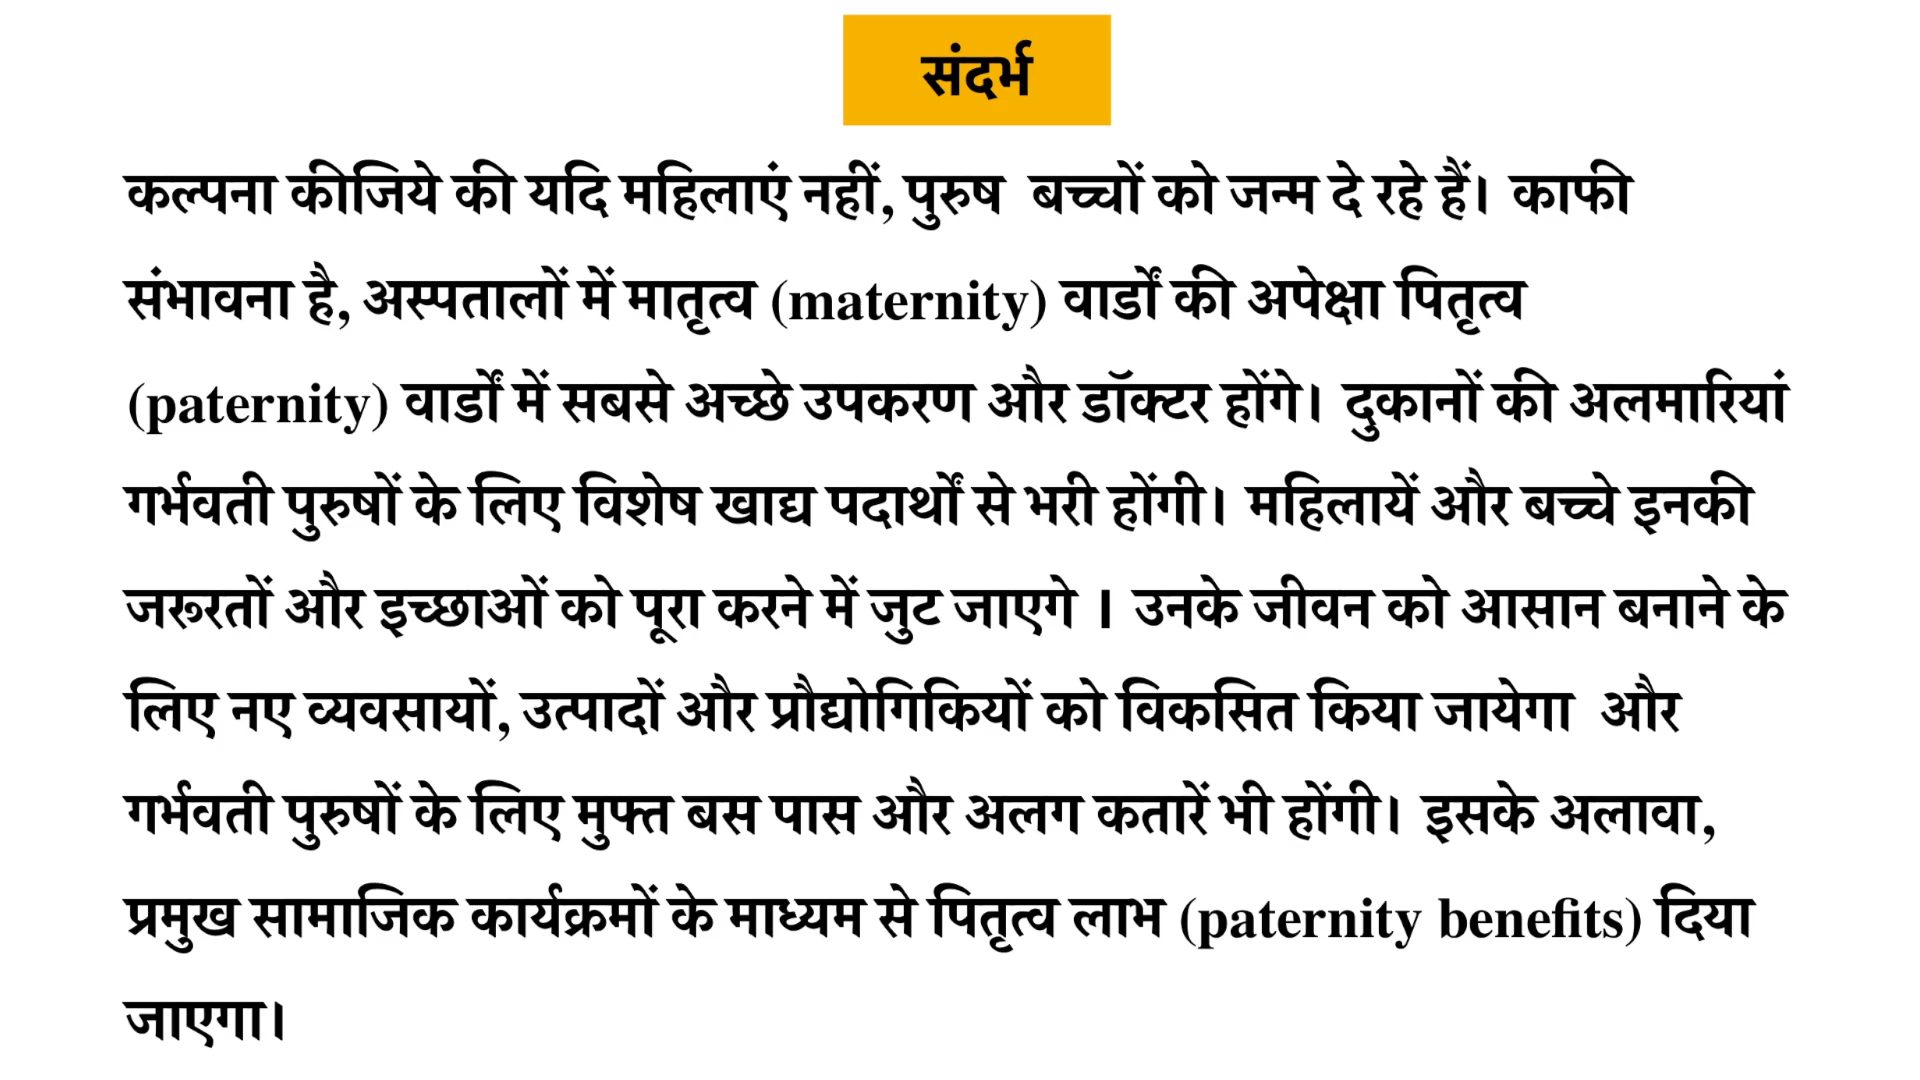 संदर्भ
कल्पना कीजिये की यदि महिलाएं नहीं, पुरुष बच्चों को जन्म दे रहे हैं। काफी
संभावना है, अस्पतालों में मातृत्व (maternity) वार्डों की अपेक्षा पितृत्व
(paternity) वार्डों में सबसे अच्छे उपकरण और डॉक्टर होंगे। दुकानों की अलमारियां
गर्भवती पुरुषों के लिए विशेष खाद्य पदार्थों से भरी होंगी। महिलायें और बच्चे इनकी
जरूरतों और इच्छाओं को पूरा करने में जुट जाएगे । उनके जीवन को आसान बनाने के
लिए नए व्यवसायों, उत्पादों और प्रौद्योगिकियों को विकसित किया जायेगा और
गर्भवती पुरुषों के लिए मुफ्त बस पास और अलग कतारें भी होंगी। इसके अलावा,
प्रमुख सामाजिक कार्यक्रमों के माध्यम से पितृत्व लाभ (paternity benefits) दिया
जाएगा।